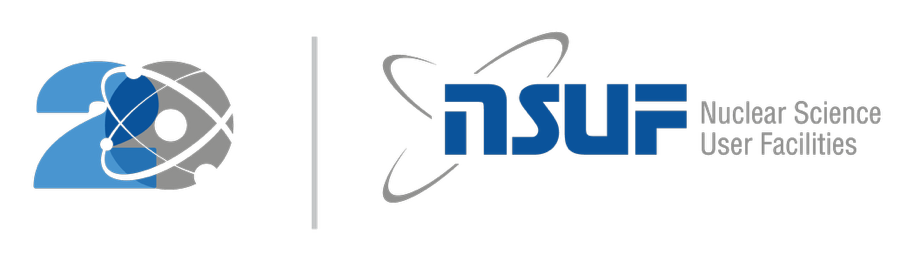 20
nsuf
Nuclear Science
User Facilities